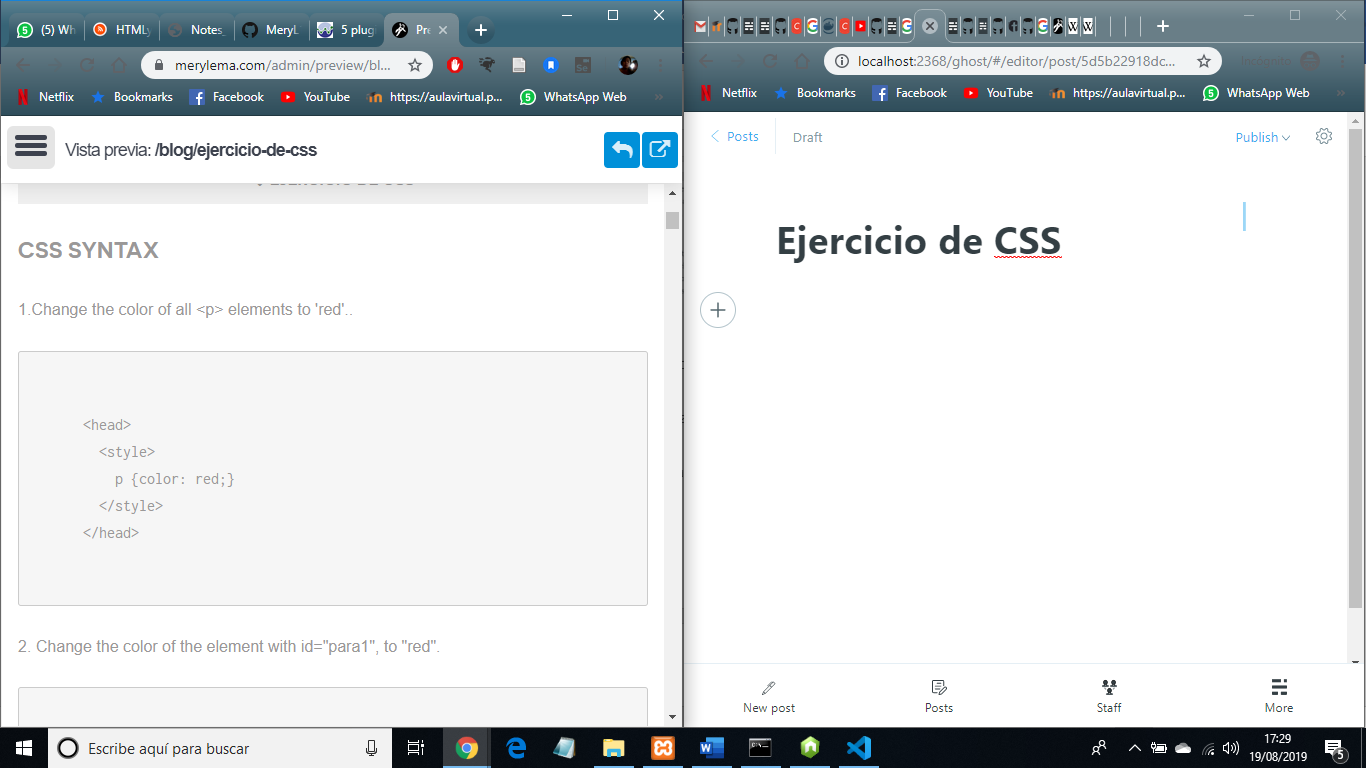 (5) Wh
HTML
Notes_
MeryL
5 plug
Pre
merylema.com/admin/preview/bl...
Netflix
Bookmarks
Facebook
YouTube
https://aulavirtual.p...
WhatsApp Web
Vista previa: /blog/ejercicio-de-css
CSS SYNTAX
1.Change the color of all <p> elements to 'red'..
<head>
<style>
p {color: red;}
</style>
</head>
2. Change the color of the element with id="para1", to "red".
localhost:2368/ghost/#/editor/post/5d5b22918dc...
Netflix
Bookmarks
Facebook
YouTube
https://aulavirtual.p...
WhatsApp Web
Posts
Draft
Publish
Ejercicio de CSS
New post
Posts
Staff
More
Escribe aquí para buscar
17:29
19/08/2019
5